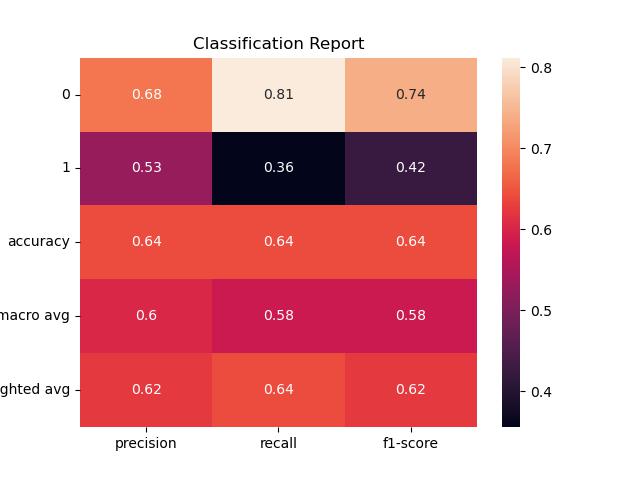 Classification Report
0 0.68 0.81 0.74
1 0.53 0.36 0.42
accuracy 0.64 0.64 0.64
macro avg 0.6 0.58 0.58
ghted avg 0.62 0.64 0.62
precision recall f1-score
0.8
0.7
0.6
0.5
0.4